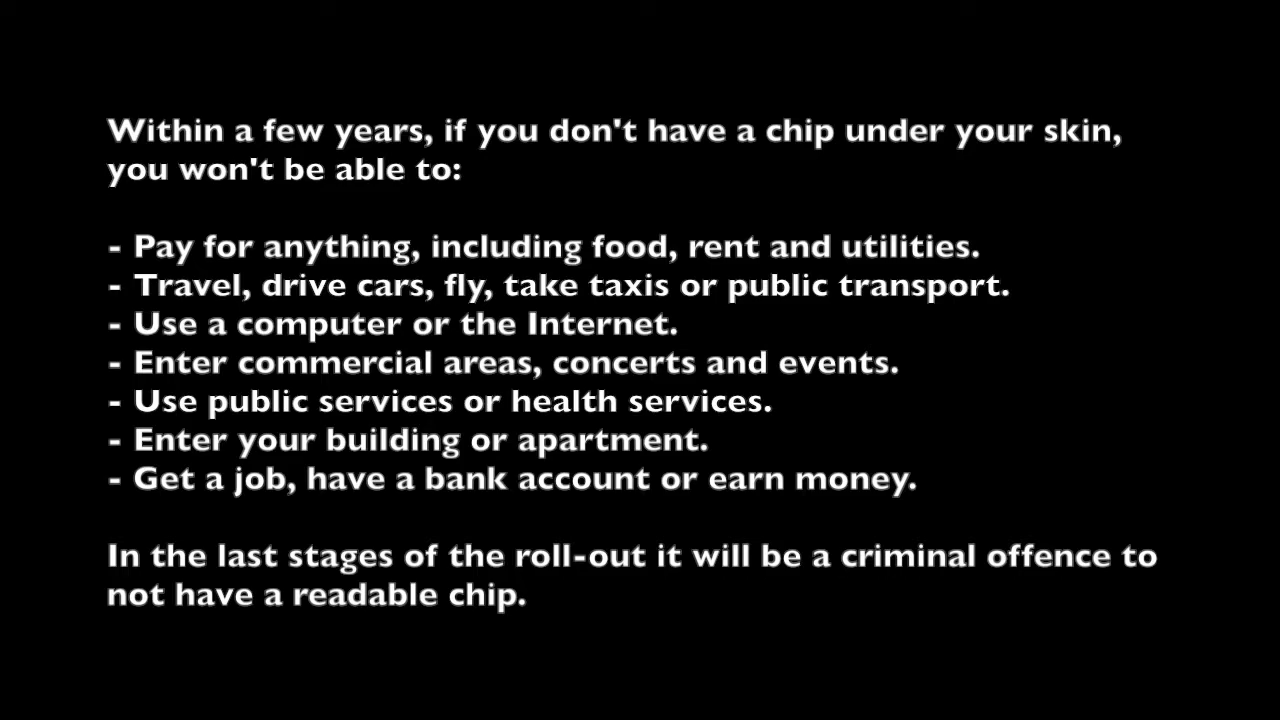 Within a few years, if you don't have a chip under your skin,
you won't be able to:
- Pay for anything, including food, rent and utilities.
- Travel, drive cars, fly, take taxis or public transport.
- Use a computer or the Internet.
- Enter commercial areas, concerts and events.
- Use public services or health services.
- Enter your building or apartment.
- Get a job, have a bank account or earn money.
In the last stages of the roll-out it will be a criminal offence to
not have a readable chip.